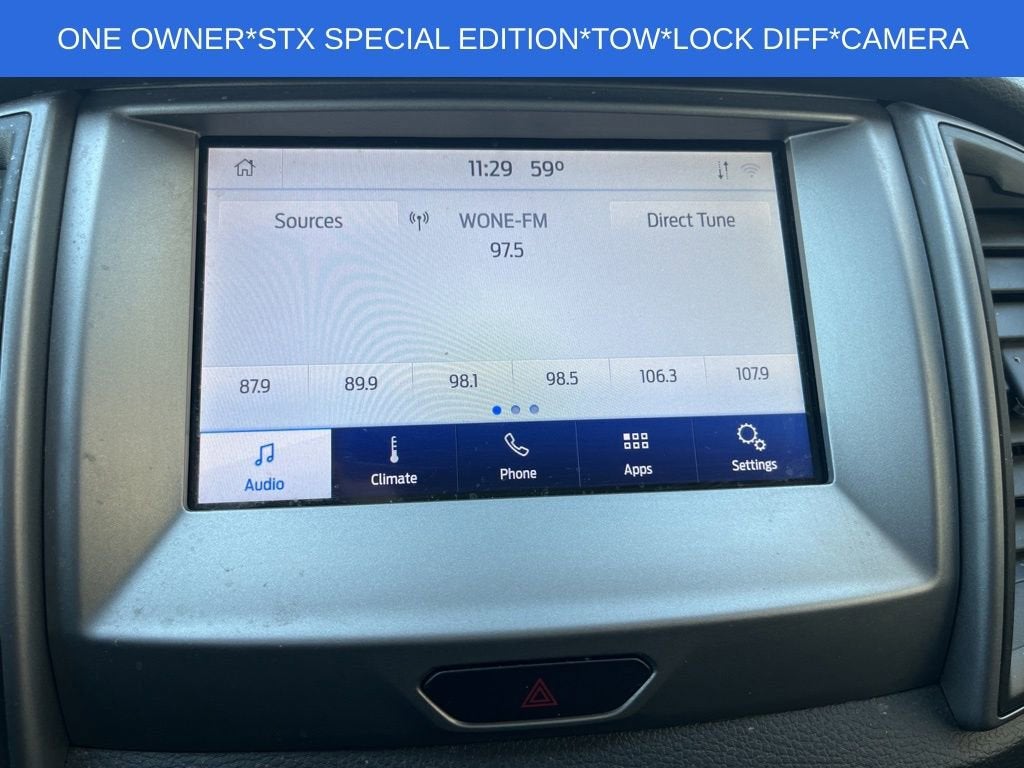 ONE OWNER*STX SPECIAL EDITION*TOW*LOCK DIFF*CAMERA
11:29 59º
Sources WONE-FM Direct Tune
97.5
87.9 89.9 98.1 98.5 106.3 107.9
Audio Climate Phone Apps Settings